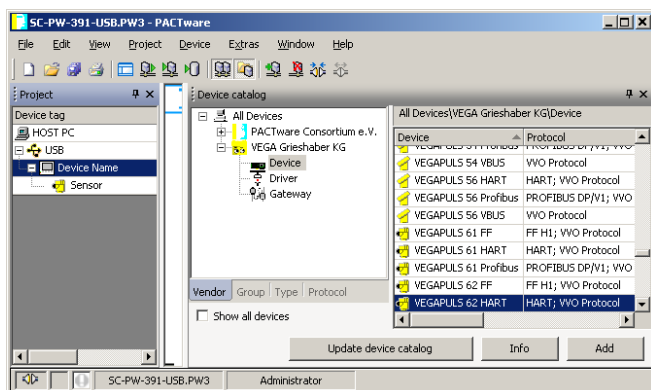 SC-PW-391-USB.PW3 - PACTware
File Edit View Project Device Extras Window Help
Project
Device tag
HOST PC
USB
Device Name
Sensor
Device catalog
All Devices
PACTware Consortium e.V.
VEGA Grieshaber KG
Device
Driver
Gateway
Vendor Group Type Protocol
Show all devices
All Devices\VEGA Grieshaber KG\Device
Device Protocol
VEGAPULS 54 VBUS VVO Protocol
VEGAPULS 56 HART HART; VVO Protocol
VEGAPULS 56 Profibus PROFIBUS DP/V1; VVO
VEGAPULS 56 VBUS VVO Protocol
VEGAPULS 61 FF FF H1; VVO Protocol
VEGAPULS 61 HART HART; VVO Protocol
VEGAPULS 61 Profibus PROFIBUS DP/V1; VVO
VEGAPULS 62 FF FF H1; VVO Protocol
VEGAPULS 62 HART HART; VVO Protocol
Update device catalog Info Add
SC-PW-391-USB.PW3 Administrator